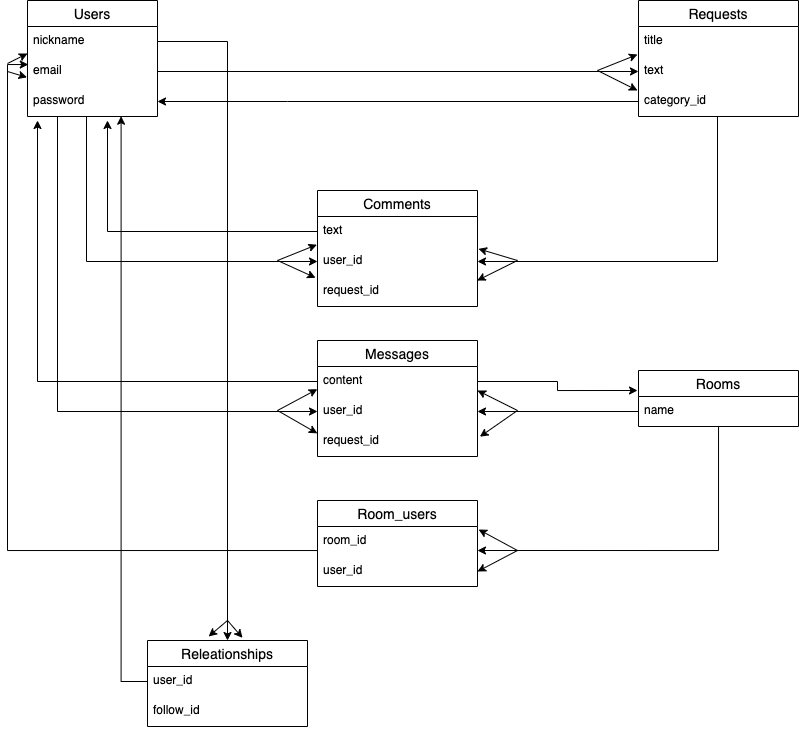 Users
nickname
email
password
Requests
title
text
category_id
Comments
text
user_id
request_id
Messages
content
user_id
request_id
Rooms
name
Room_users
room_id
user_id
Releationships
user_id
follow_id